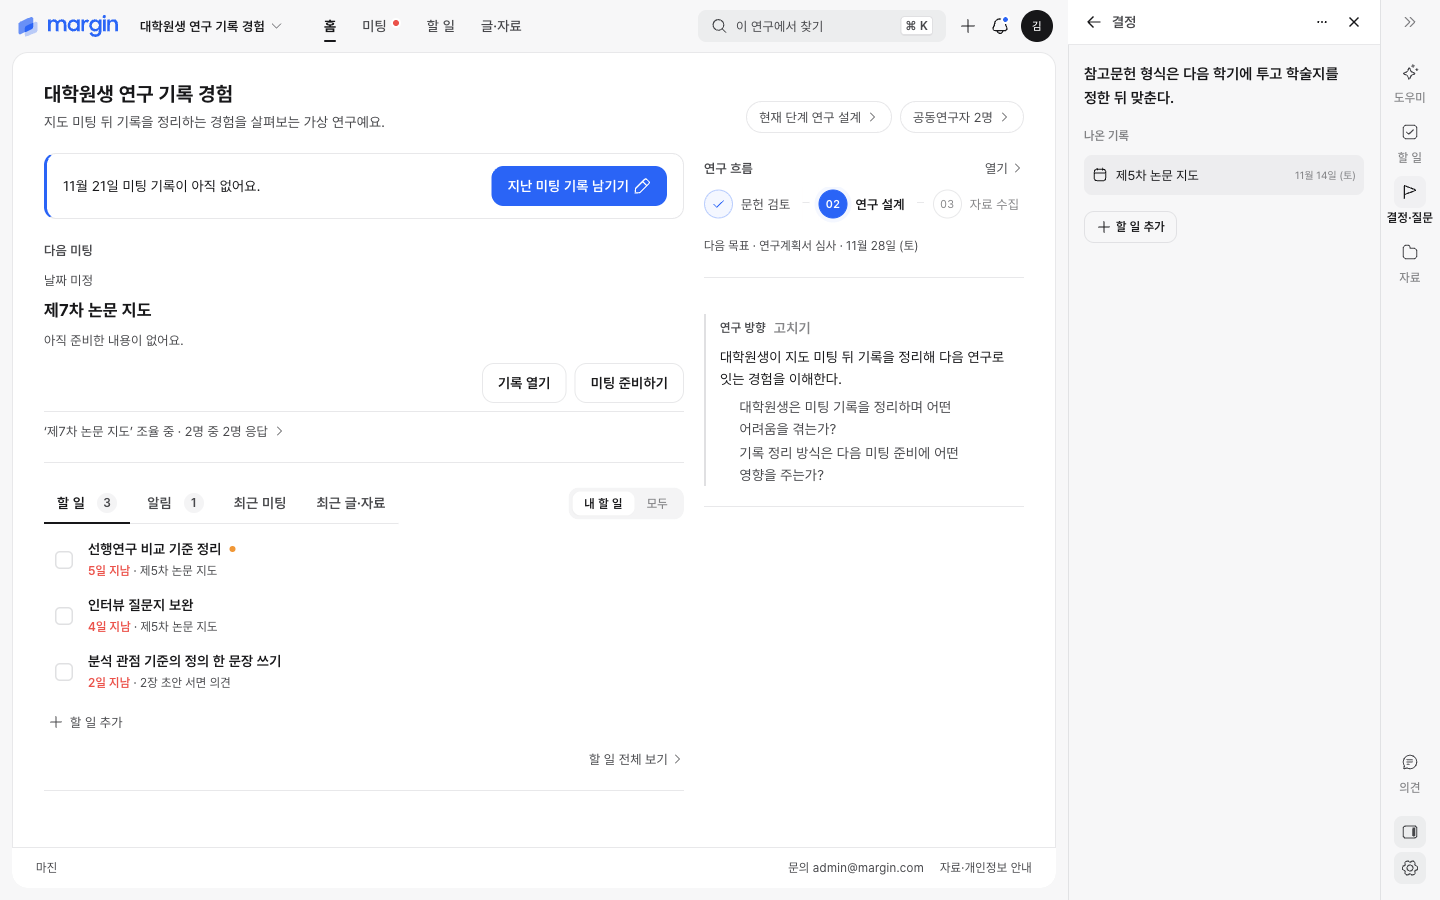 margin
대학원생 연구 기록 경험
홈
미팅
할 일
글·자료
이 연구에서 찾기
⌘ K
김
대학원생 연구 기록 경험
지도 미팅 뒤 기록을 정리하는 경험을 살펴보는 가상 연구예요.
현재 단계 연구 설계
공동연구자 2명
11월 21일 미팅 기록이 아직 없어요.
지난 미팅 기록 남기기
다음 미팅
날짜 미정
제7차 논문 지도
아직 준비한 내용이 없어요.
기록 열기
미팅 준비하기
‘제7차 논문 지도’ 조율 중 · 2명 중 2명 응답
할 일 3
알림 1
최근 미팅
최근 글·자료
내 할 일
모두
선행연구 비교 기준 정리
5일 지남 · 제5차 논문 지도
인터뷰 질문지 보완
4일 지남 · 제5차 논문 지도
분석 관점 기준의 정의 한 문장 쓰기
2일 지남 · 2장 초안 서면 의견
할 일 추가
할 일 전체 보기
연구 흐름
열기
문헌 검토
02 연구 설계
03 자료 수집
다음 목표 · 연구계획서 심사 · 11월 28일 (토)
연구 방향 고치기
대학원생이 지도 미팅 뒤 기록을 정리해 다음 연구로
잇는 경험을 이해한다.
대학원생은 미팅 기록을 정리하며 어떤
어려움을 겪는가?
기록 정리 방식은 다음 미팅 준비에 어떤
영향을 주는가?
마진
문의 admin@margin.com
자료·개인정보 안내
결정
참고문헌 형식은 다음 학기에 투고 학술지를
정한 뒤 맞춘다.
나온 기록
제5차 논문 지도
11월 14일 (토)
할 일 추가
도우미
할 일
결정·질문
자료
의견